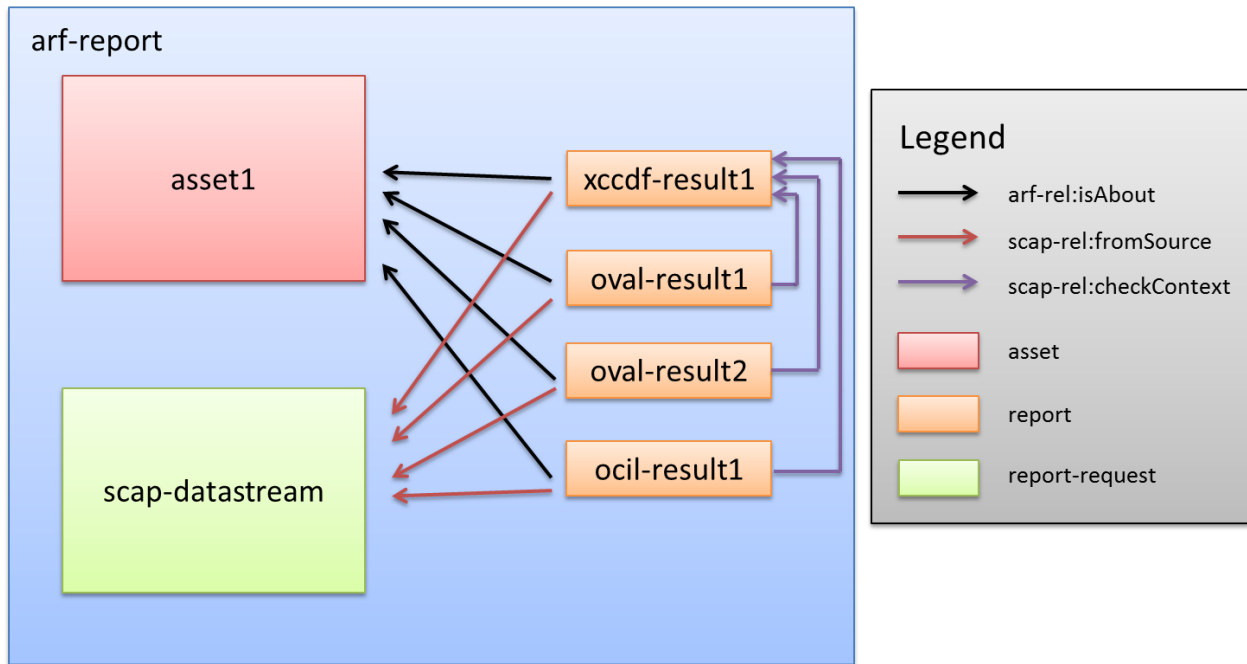 arf-report
asset1
scap-datastream
xccdf-result1
oval-result1
oval-result2
ocil-result1
Legend
arf-rel:isAbout
scap-rel:fromSource
scap-rel:checkContext
asset
report
report-request